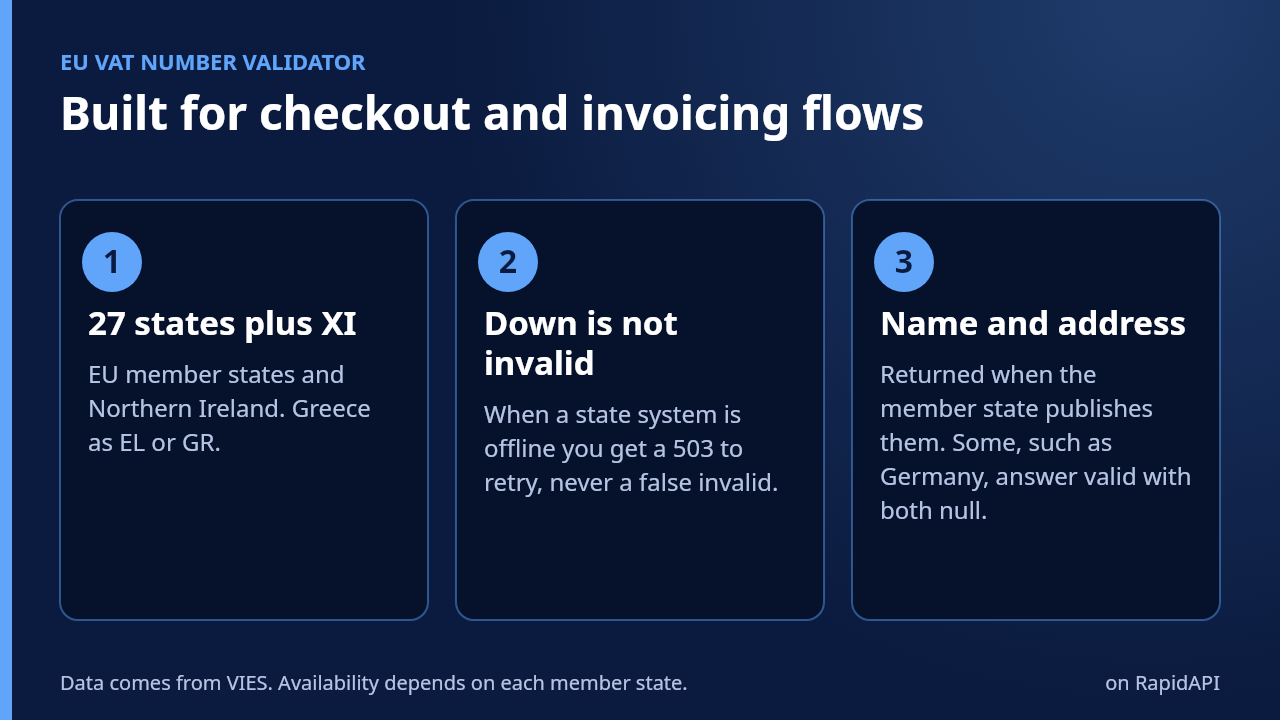 EU VAT NUMBER VALIDATOR
Built for checkout and invoicing flows
1
27 states plus XI
EU member states and
Northern Ireland. Greece
as EL or GR.
2
Down is not
invalid
When a state system is
offline you get a 503 to
retry, never a false invalid.
3
Name and address
Returned when the
member state publishes
them. Some, such as
Germany, answer valid with
both null.
Data comes from VIES. Availability depends on each member state.
on RapidAPI